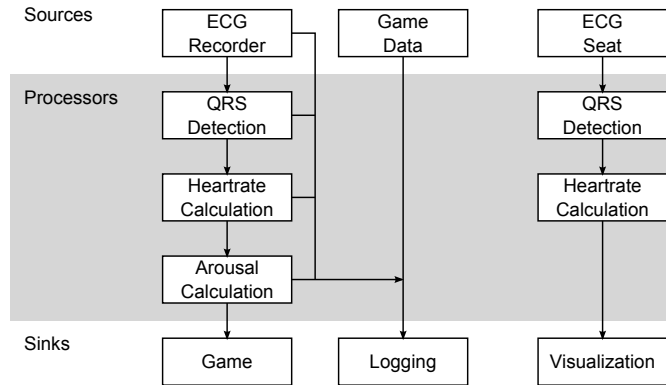 Sources
ECG
Recorder
Game
Data
ECG
Seat
Processors
QRS
Detection
QRS
Detection
Heartrate
Calculation
Heartrate
Calculation
Arousal
Calculation
Sinks
Game
Logging
Visualization